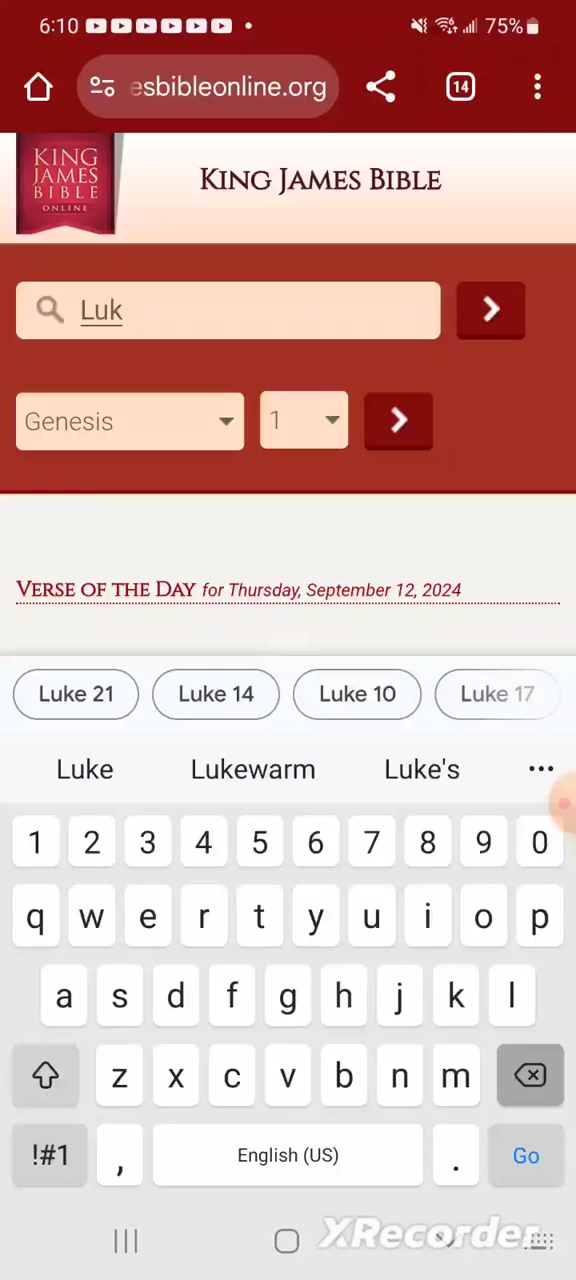 6:10 75%
esbibleonline.org 14
KING
JAMES
BIBLE
ONLINE
KING JAMES BIBLE
Luk
Genesis 1
VERSE OF THE DAY for Thursday, September 12, 2024
Luke 21 Luke 14 Luke 10 Luke 17
Luke Lukewarm Luke's ...
1 2 3 4 5 6 7 8 9 0
q w e r t y u i o p
a s d f g h j k l
z x c v b n m
!#1 , English (US) . Go
XRecorder